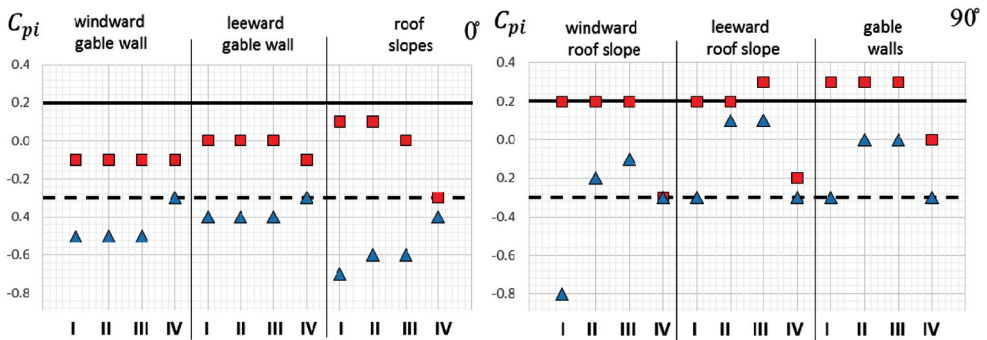 C_pi
windward
gable wall
leeward
gable wall
roof
slopes
0°
0.4
0.2
0.0
-0.2
0.4
-0.6
-0.8
I II III IV I II III IV I II III IV
C_pi
windward
roof slope
leeward
roof slope
gable
walls
90°
0.4
0.2
0.0
0.2
0.4
-0.6
-0.8
I II III IV I II III IV I II III IV